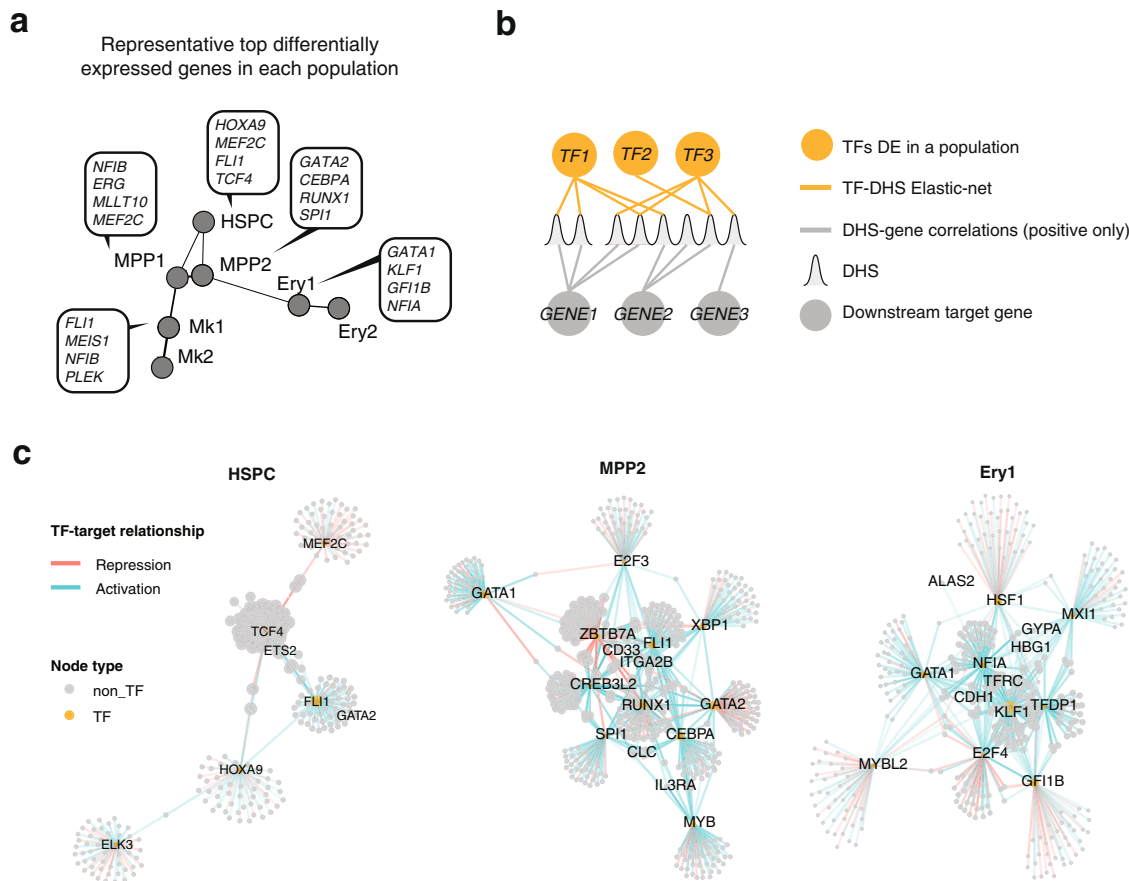 a
Representative top differentially
expressed genes in each population
HOXA9
MEF2C
FLI1
TCF4
NFIB
ERG
MLLT10
MEF2C
GATA2
CEBPA
RUNX1
SPI1
HSPC
MPP1
MPP2
GATA1
KLF1
GFI1B
NFIA
Ery1
Ery2
FLI1
MEIS1
NFIB
PLEK
Mk1
Mk2
b
TF1 TF2 TF3
GENE1 GENE2 GENE3
TFs DE in a population
TF-DHS Elastic-net
DHS-gene correlations (positive only)
DHS
Downstream target gene
c
HSPC
TF-target relationship
Repression
Activation
Node type
non_TF
TF
MEF2C
TCF4
ETS2
FLI1
GATA2
HOXA9
ELK3
MPP2
E2F3
GATA1
XBP1
ZBTB7A
FLI1
CD33
ITGA2B
CREB3L2
RUNX1
GATA2
SPI1
CEBPA
CLC
IL3RA
MYB
Ery1
ALAS2
HSF1
MXI1
GYPA
HBG1
NFIA
GATA1
TFRC
CDH1
KLF1
TFDP1
E2F4
MYBL2
GFI1B